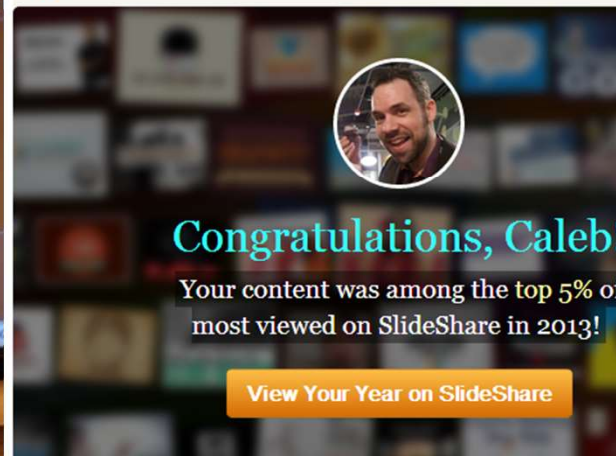 Congratulations, Caleb
Your content was among the top 5% o
most viewed on SlideShare in 2013!
View Your Year on SlideShare